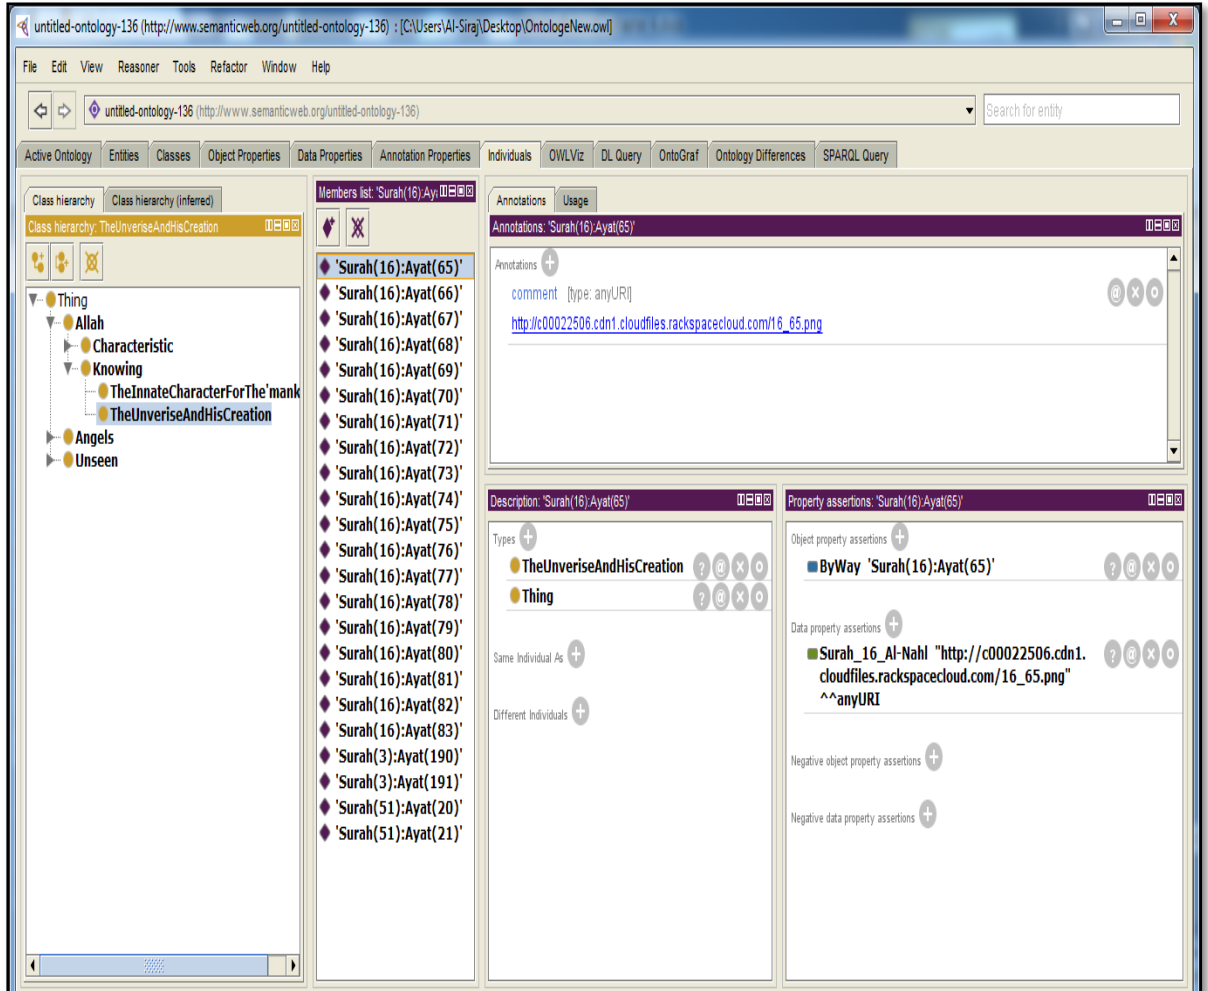 untitled-ontology-136 (http://www.semanticweb.org/untitled-ontology-136) : [C:\Users\Al-Siraj\Desktop\OntologeNew.owl]
File Edit View Reasoner Tools Refactor Window Help
untitled-ontology-136 (http://www.semanticweb.org/untitled-ontology-136)
Search for entity
Active Ontology Entities Classes Object Properties Data Properties Annotation Properties Individuals OWLViz DL Query OntoGraf Ontology Differences SPARQL Query
Class hierarchy Class hierarchy (inferred)
Class hierarchy: TheUnveriseAndHisCreation
Thing
Allah
Characteristic
Knowing
TheInnateCharacterForThe'mank
TheUnveriseAndHisCreation
Angels
Unseen
Members list: 'Surah(16):Aya
'Surah(16):Ayat(65)'
'Surah(16):Ayat(66)'
'Surah(16):Ayat(67)'
'Surah(16):Ayat(68)'
'Surah(16):Ayat(69)'
'Surah(16):Ayat(70)'
'Surah(16):Ayat(71)'
'Surah(16):Ayat(72)'
'Surah(16):Ayat(73)'
'Surah(16):Ayat(74)'
'Surah(16):Ayat(75)'
'Surah(16):Ayat(76)'
'Surah(16):Ayat(77)'
'Surah(16):Ayat(78)'
'Surah(16):Ayat(79)'
'Surah(16):Ayat(80)'
'Surah(16):Ayat(81)'
'Surah(16):Ayat(82)'
'Surah(16):Ayat(83)'
'Surah(3):Ayat(190)'
'Surah(3):Ayat(191)'
'Surah(51):Ayat(20)'
'Surah(51):Ayat(21)'
Annotations Usage
Annotations: 'Surah(16):Ayat(65)'
Annotations
comment [type: anyURI]
http://c00022506.cdn1.cloudfiles.rackspacecloud.com/16_65.png
Description: 'Surah(16):Ayat(65)'
Types
TheUnveriseAndHisCreation
Thing
Same Individual As
Different Individuals
Property assertions: 'Surah(16):Ayat(65)'
Object property assertions
ByWay 'Surah(16):Ayat(65)'
Data property assertions
Surah_16_Al-Nahl "http://c00022506.cdn1.
cloudfiles.rackspacecloud.com/16_65.png"
^^anyURI
Negative object property assertions
Negative data property assertions